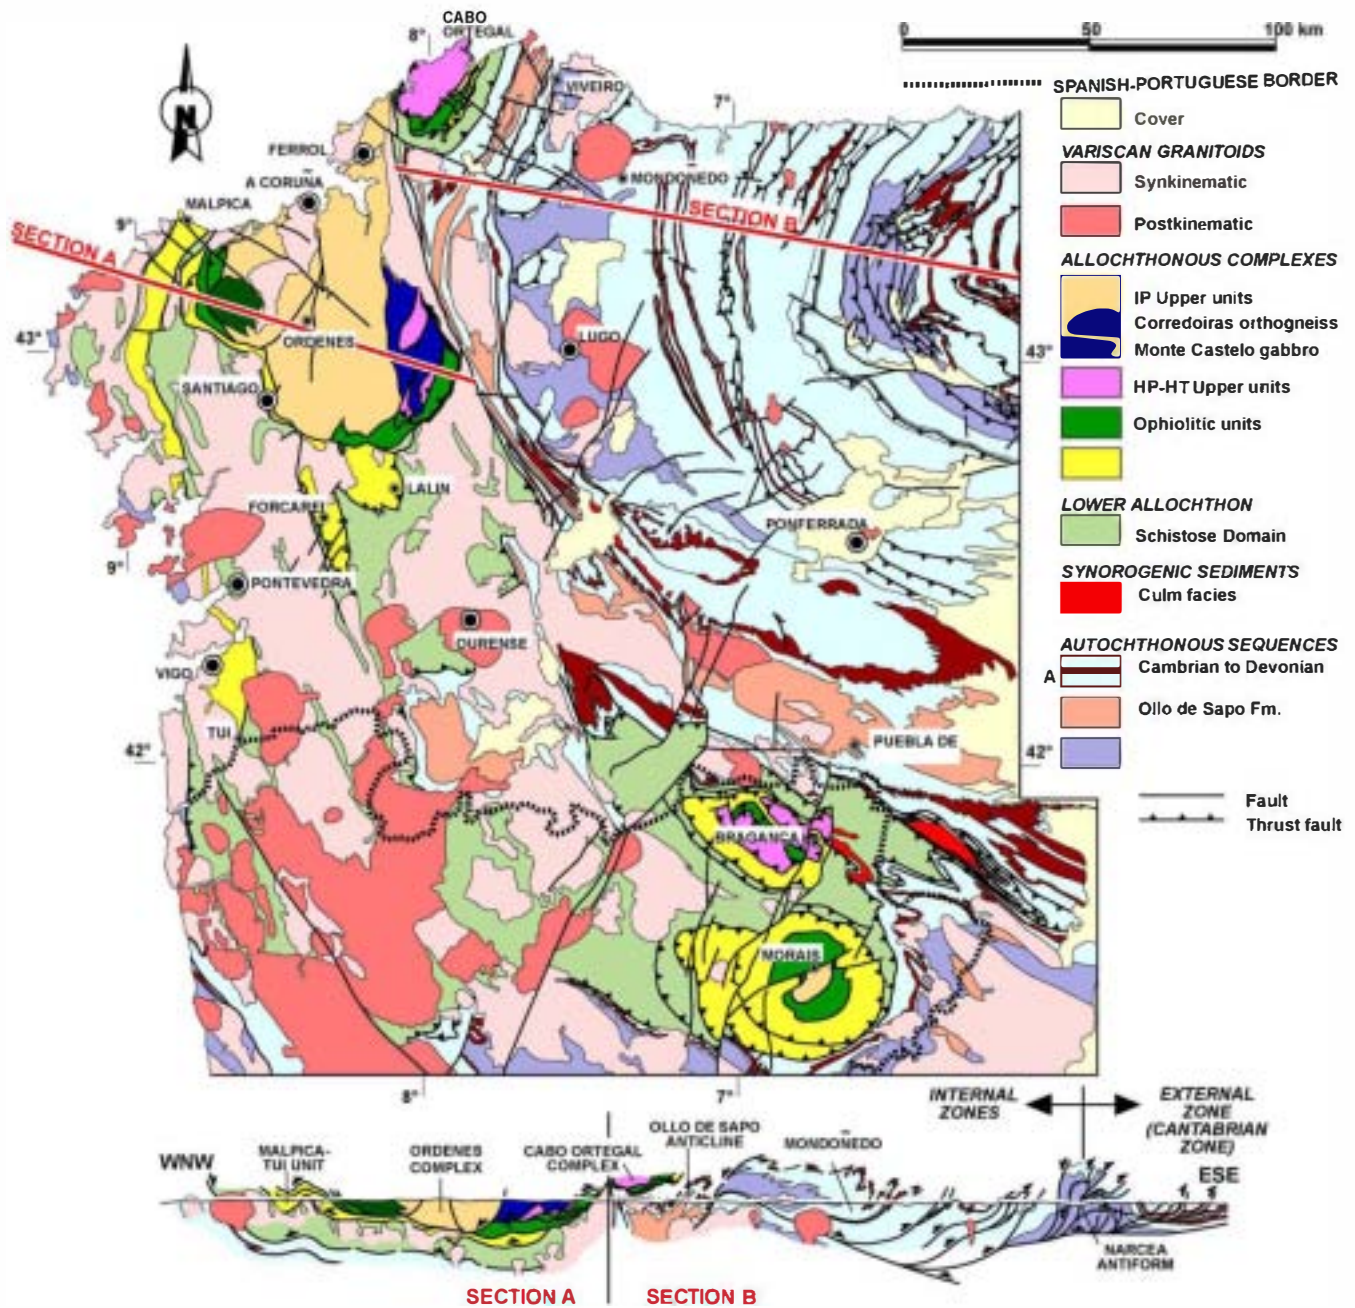 CABO
ORTEGAL
8°
0
50
100 km
SPANISH-PORTUGUESE BORDER
VIVEIRO
7°
Cover
FERROL
VARISCAN GRANITOIDS
A CORUÑA
MONDOÑEDO
Synkinematic
MALPICA
9°
SECTION B
Postkinematic
N
SECTION A
ALLOCHTHONOUS COMPLEXES
IP Upper units
Corredoiras orthogneiss
43°
ORDENES
LUGO
43°
Monte Castelo gabbro
SANTIAGO
HP-HT Upper units
Ophiolitic units
LALIN
FORCAREI
LOWER ALLOCHTHON
PONFERRADA
Schistose Domain
9°
PONTEVEDRA
SYNOROGENIC SEDIMENTS
Culm facies
OURENSE
AUTOCHTHONOUS SEQUENCES
VIGO
A
Cambrian to Devonian
Ollo de Sapo Fm.
TUI
42°
PUEBLA DE
42°
Fault
Thrust fault
BRAGANÇA
MORAIS
8°
7°
INTERNAL
ZONES
EXTERNAL
ZONE
(CANTABRIAN
ZONE)
WNW
MALPICA-
TUI UNIT
ORDENES
COMPLEX
CABO ORTEGAL
COMPLEX
OLLO DE SAPO
ANTICLINE
MONDOÑEDO
ESE
NARCEA
ANTIFORM
SECTION A
SECTION B